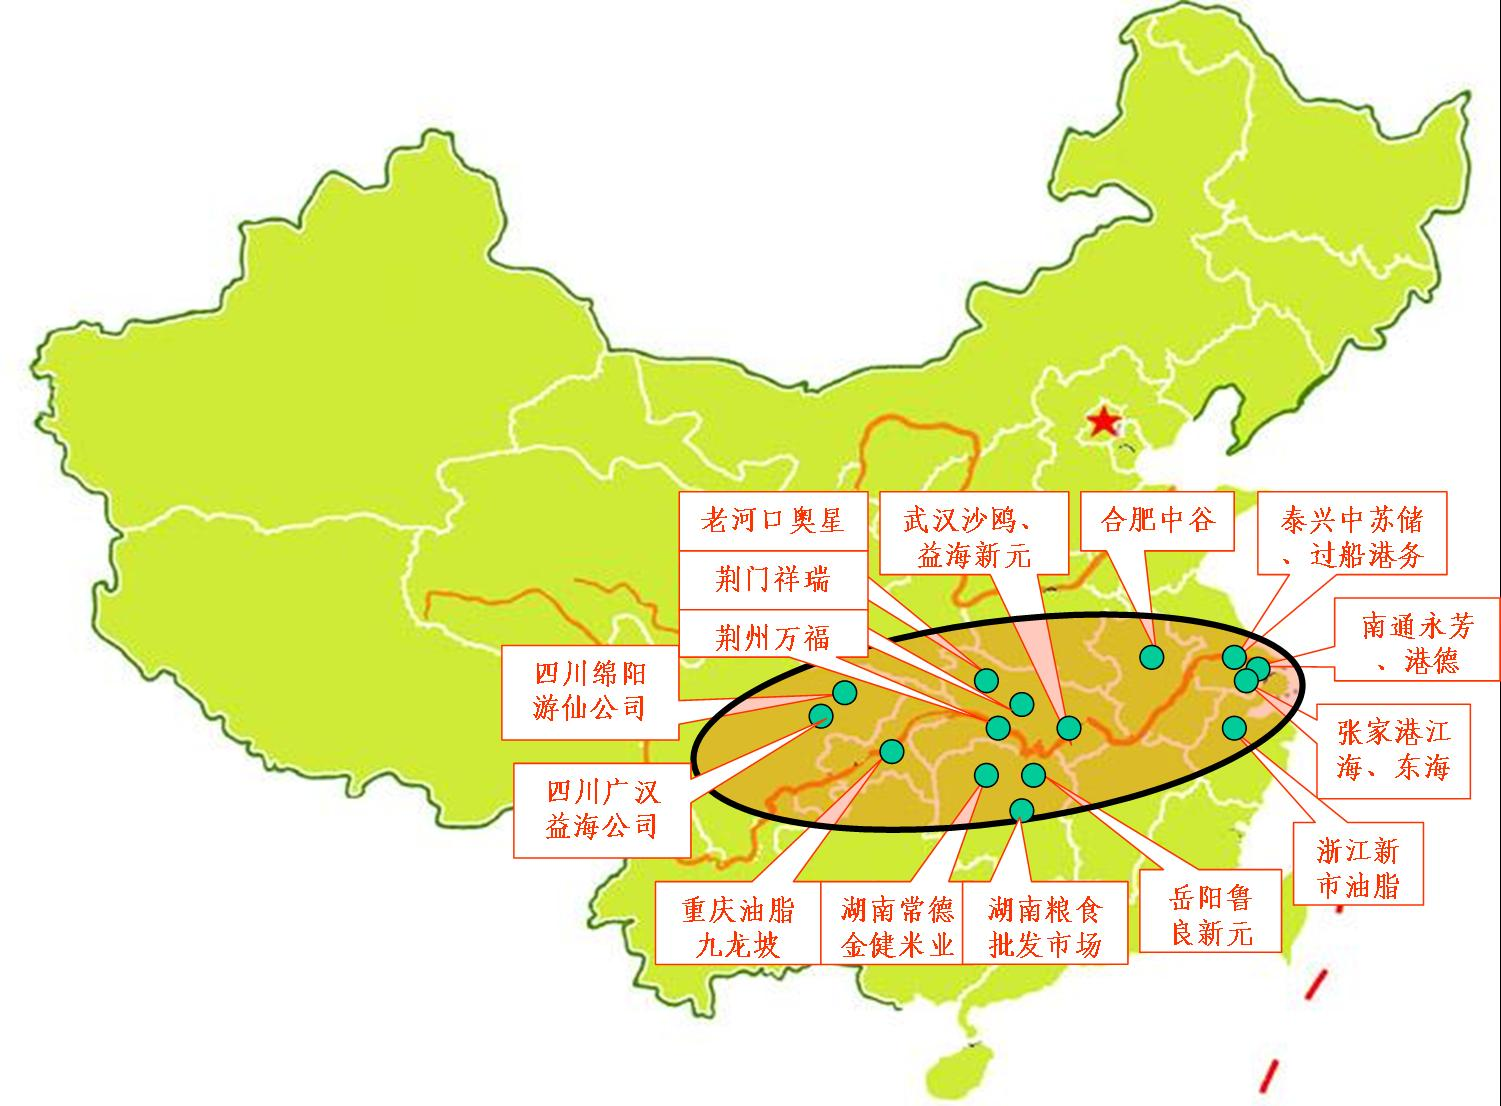 老河口奥星
武汉沙鸥、
益海新元
合肥中谷
泰兴中苏储
、过船港务
荆门祥瑞
荆州万福
南通永芳
、港德
四川绵阳
游仙公司
张家港江
海、东海
四川广汉
益海公司
浙江新
市油脂
重庆油脂
九龙坡
湖南常德
金健米业
湖南粮食
批发市场
岳阳鲁
良新元